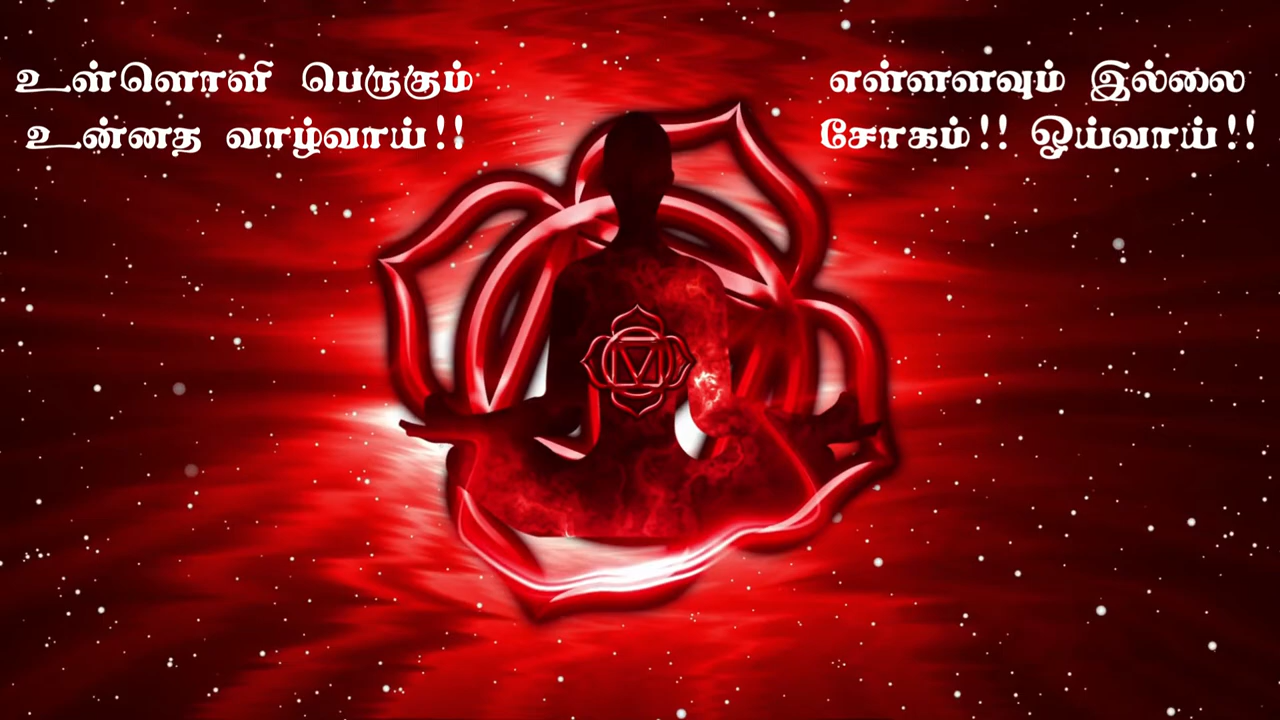 உள்ளொளி பெருகும்
உன்னத வாழ்வாய்!!
எள்ளளவும் இல்லை
சோகம்!! ஓய்வாய்!!